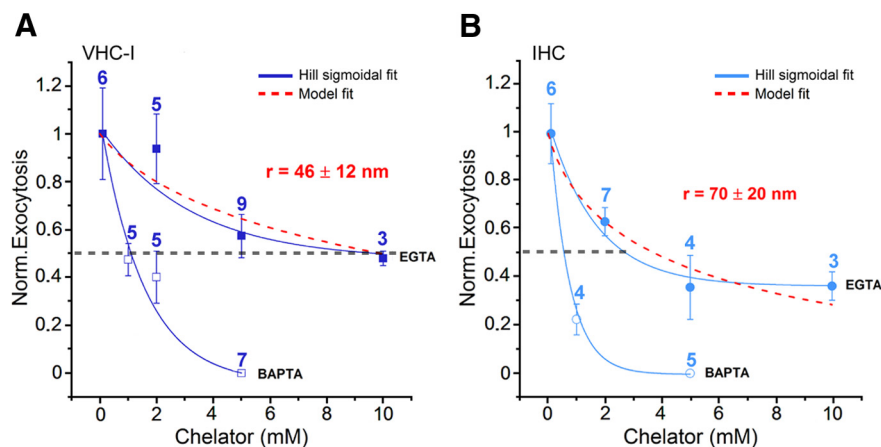 A
VHC-I
Hill sigmoidal fit
Model fit
6
5
9
3
5
5
7
r = 46 ± 12 nm
EGTA
BAPTA
1.2
1
0.8
0.6
0.4
0.2
0
Norm.Exocytosis
0 2 4 6 8 10
Chelator (mM)
B
IHC
Hill sigmoidal fit
Model fit
6
7
4
3
4
5
r = 70 ± 20 nm
EGTA
BAPTA
1.2
1
0.8
0.6
0.4
0.2
0
Norm.Exocytosis
0 2 4 6 8 10
Chelator (mM)